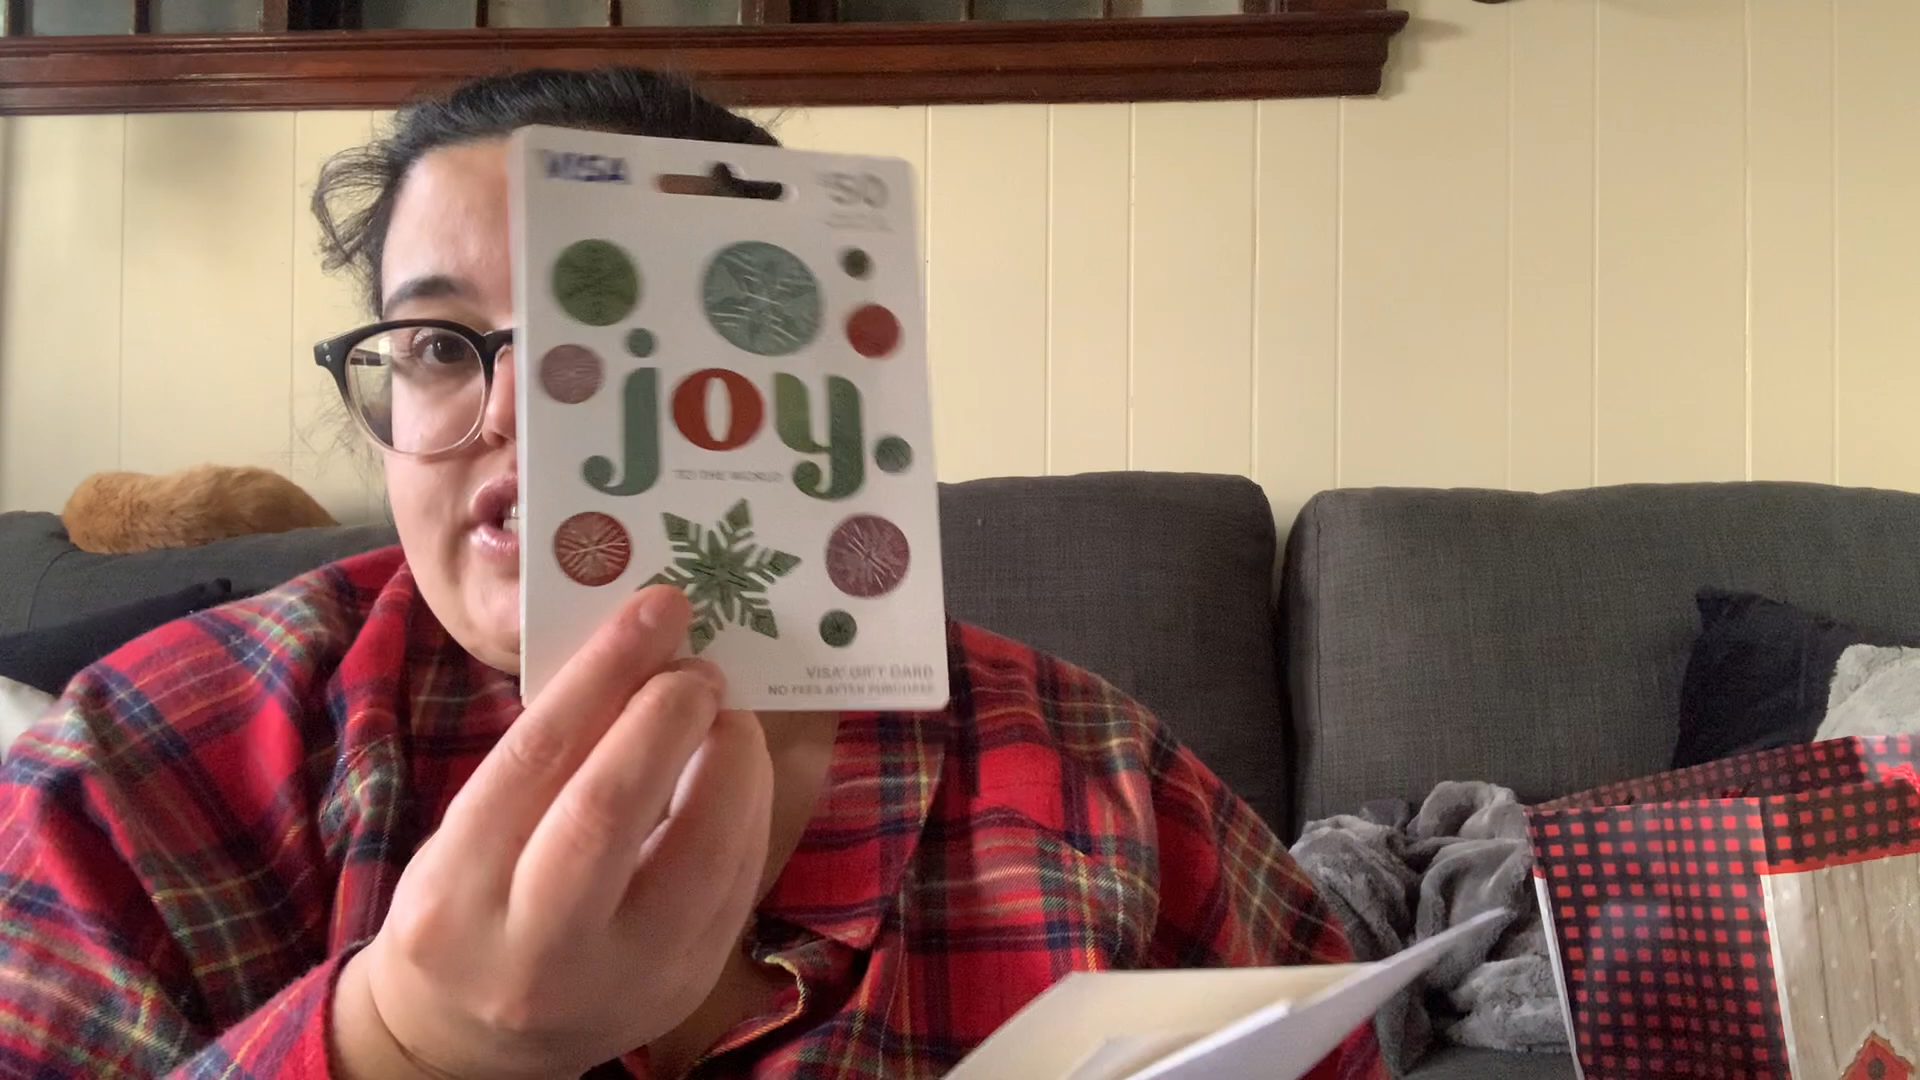 VISA
$50
joy.
TO THE WORLD
VISA® GIFT CARD
NO FEES AFTER PURCHASE